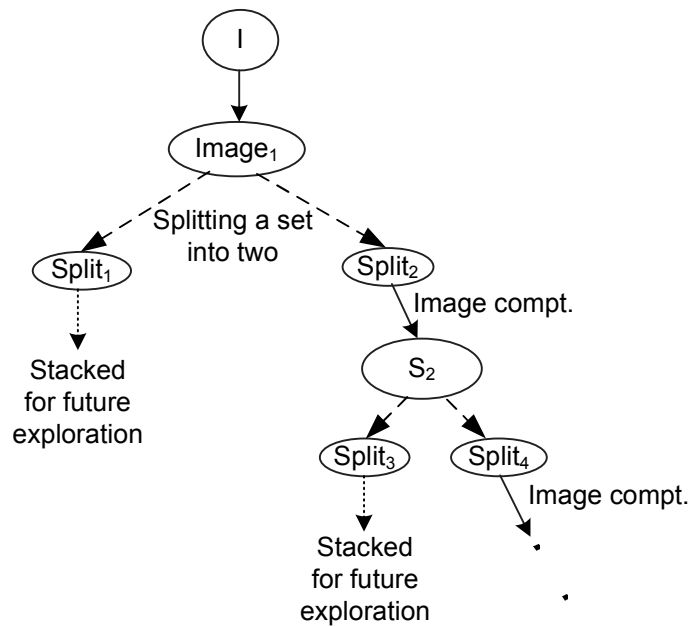 I
Image₁
Splitting a set
into two
Split₁
Split₂
Image compt.
Stacked
for future
exploration
S₂
Split₃
Split₄
Image compt.
Stacked
for future
exploration